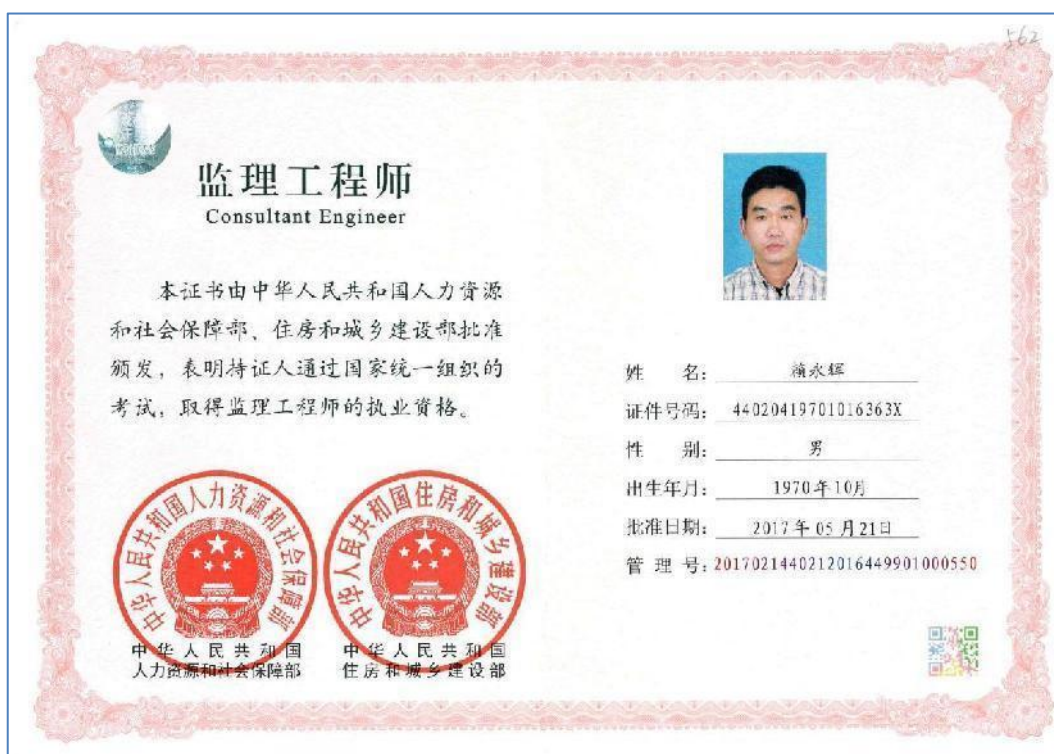 562
监理工程师
Consultant Engineer
本证书由中华人民共和国人力资源
和社会保障部、住房和城乡建设部批准
颁发，表明持证人通过国家统一组织的
考试，取得监理工程师的执业资格。
中华人民共和国人力资源和社会保障部
中华人民共和国住房和城乡建设部
中华人民共和国
人力资源和社会保障部
中华人民共和国
住房和城乡建设部
姓 名： 永辉
证件号码： 44020419701016363X
性 别： 男
出生年月： 1970年10月
批准日期： 2017年05月21日
管 理 号：2017021440212016449901000550